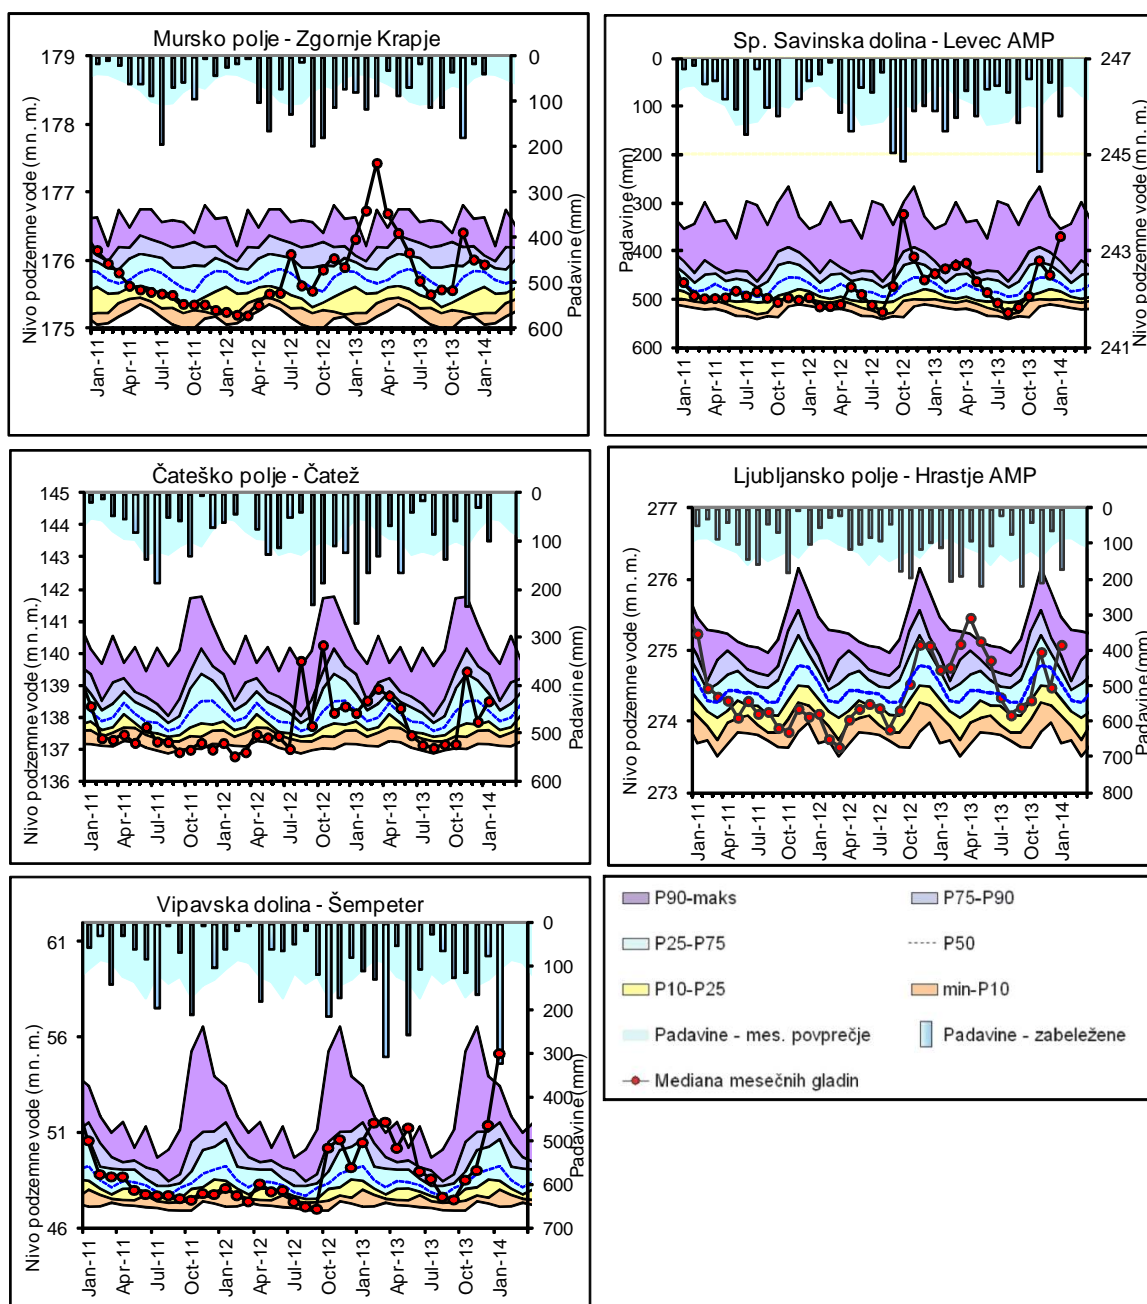 Mursko polje - Zgornje Krapje
Nivo podzemne vode (m n. m.)
179
178
177
176
175
0
100
200
300
400
500
600
Padavine (mm)
Jan-11
Apr-11
Jul-11
Oct-11
Jan-12
Apr-12
Jul-12
Oct-12
Jan-13
Apr-13
Jul-13
Oct-13
Jan-14
Sp. Savinska dolina - Levec AMP
Padavine (mm)
0
100
200
300
400
500
600
247
245
243
241
Nivo podzemne vode (m n. m.)
Jan-11
Apr-11
Jul-11
Oct-11
Jan-12
Apr-12
Jul-12
Oct-12
Jan-13
Apr-13
Jul-13
Oct-13
Jan-14
Čateško polje - Čatež
Nivo podzemne vode (m n. m.)
145
144
143
142
141
140
139
138
137
136
0
100
200
300
400
500
600
Padavine (mm)
Jan-11
Apr-11
Jul-11
Oct-11
Jan-12
Apr-12
Jul-12
Oct-12
Jan-13
Apr-13
Jul-13
Oct-13
Jan-14
Ljubljansko polje - Hrastje AMP
Nivo podzemne vode (m n. m.)
277
276
275
274
273
0
100
200
300
400
500
600
700
800
Padavine (mm)
Jan-11
Apr-11
Jul-11
Oct-11
Jan-12
Apr-12
Jul-12
Oct-12
Jan-13
Apr-13
Jul-13
Oct-13
Jan-14
Vipavska dolina - Šempeter
Nivo podzemne vode (m n. m.)
61
56
51
46
0
100
200
300
400
500
600
700
Padavine (mm)
Jan-11
Apr-11
Jul-11
Oct-11
Jan-12
Apr-12
Jul-12
Oct-12
Jan-13
Apr-13
Jul-13
Oct-13
Jan-14
P90-maks
P75-P90
P25-P75
P50
P10-P25
min-P10
Padavine - mes. povprečje
Padavine - zabeležene
Mediana mesečnih gladin